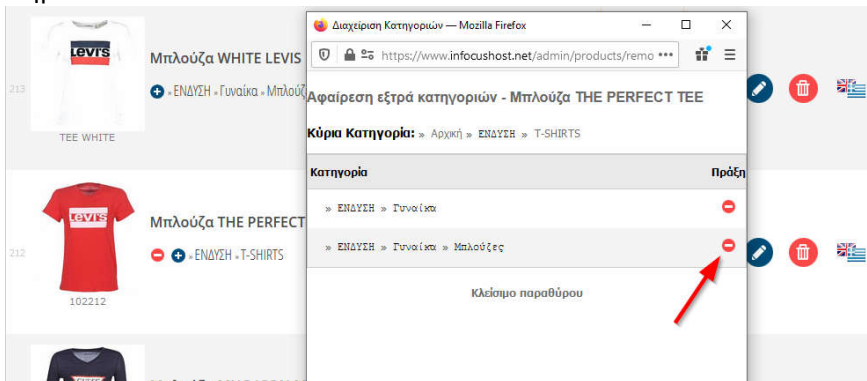 Διαχείριση Κατηγοριών — Mozilla Firefox
https://www.infocushost.net/admin/products/remo
Αφαίρεση εξτρά κατηγοριών - Μπλούζα THE PERFECT TEE
Κύρια Κατηγορία: » Αρχική » ΕΝΔΥΣΗ » T-SHIRTS
Κατηγορία Πράξη
» ΕΝΔΥΣΗ » Γυναίκα
» ΕΝΔΥΣΗ » Γυναίκα » Μπλούζες
Κλείσιμο παραθύρου
213
Levi's
TEE WHITE
Μπλούζα WHITE LEVIS
» ΕΝΔΥΣΗ » Γυναίκα » Μπλούζ
212
Levi's
102212
Μπλούζα THE PERFECT
» ΕΝΔΥΣΗ » T-SHIRTS